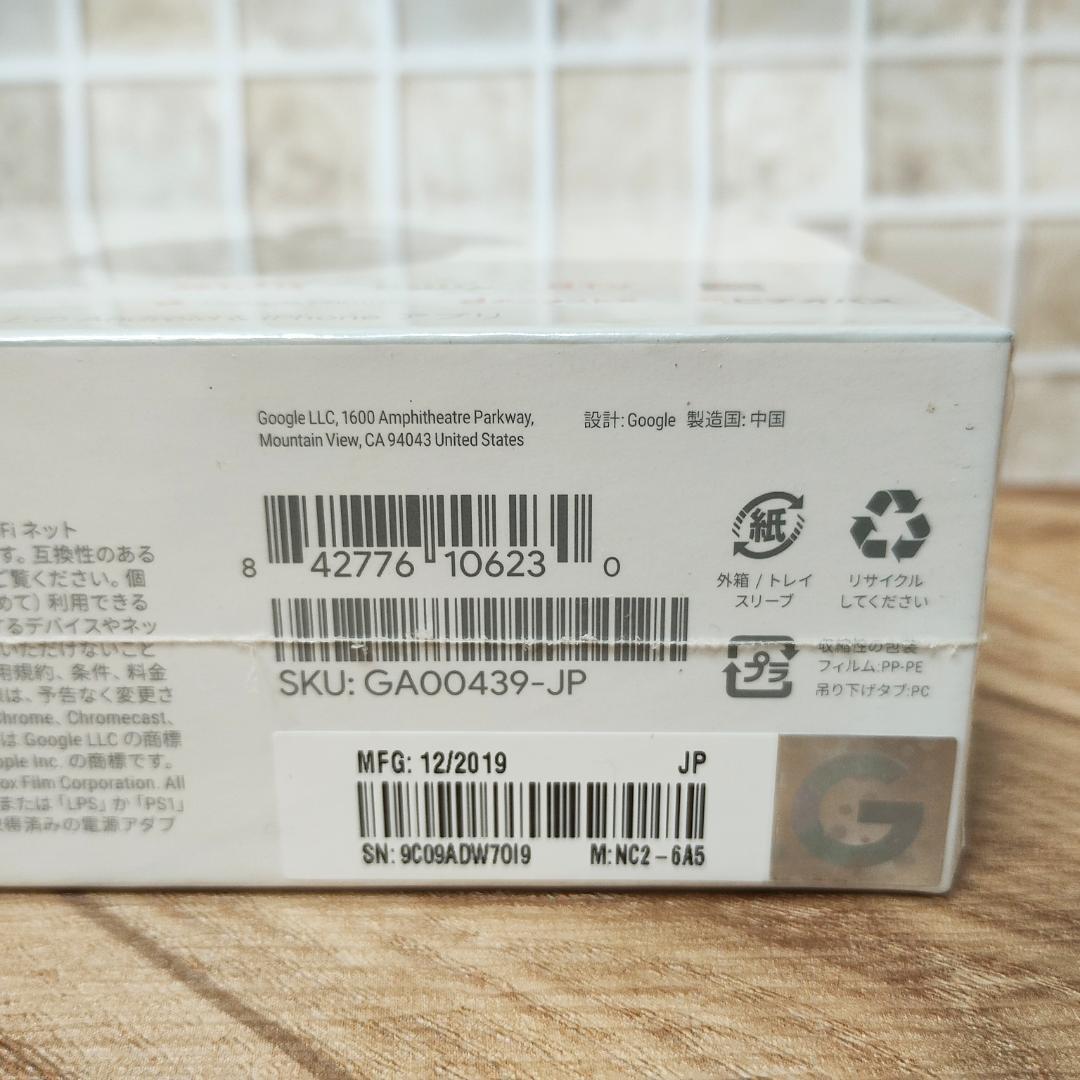 Google LLC, 1600 Amphitheatre Parkway,
Mountain View, CA 94043 United States
設計: Google 製造国: 中国
8 42776 10623 0
SKU: GA00439-JP
紙
外箱 / トレイ
スリーブ
リサイクル
してください
プラ
収縮性の包装
フィルム:PP-PE
吊り下げタブ:PC
Fi ネット
す。互換性のある
ご覧ください。個
めて) 利用できる
するデバイスやネッ
いただけないこと
用規約、条件、料金
は、予告なく変更さ
Chrome、Chromecast、
は Google LLC の商標
pple Inc. の商標です。
ox Film Corporation. All
または「LPS」か「PS1」
済みの電源アダプ
MFG: 12/2019 JP
SN: 9C09ADW70I9 M: NC2-6A5
G